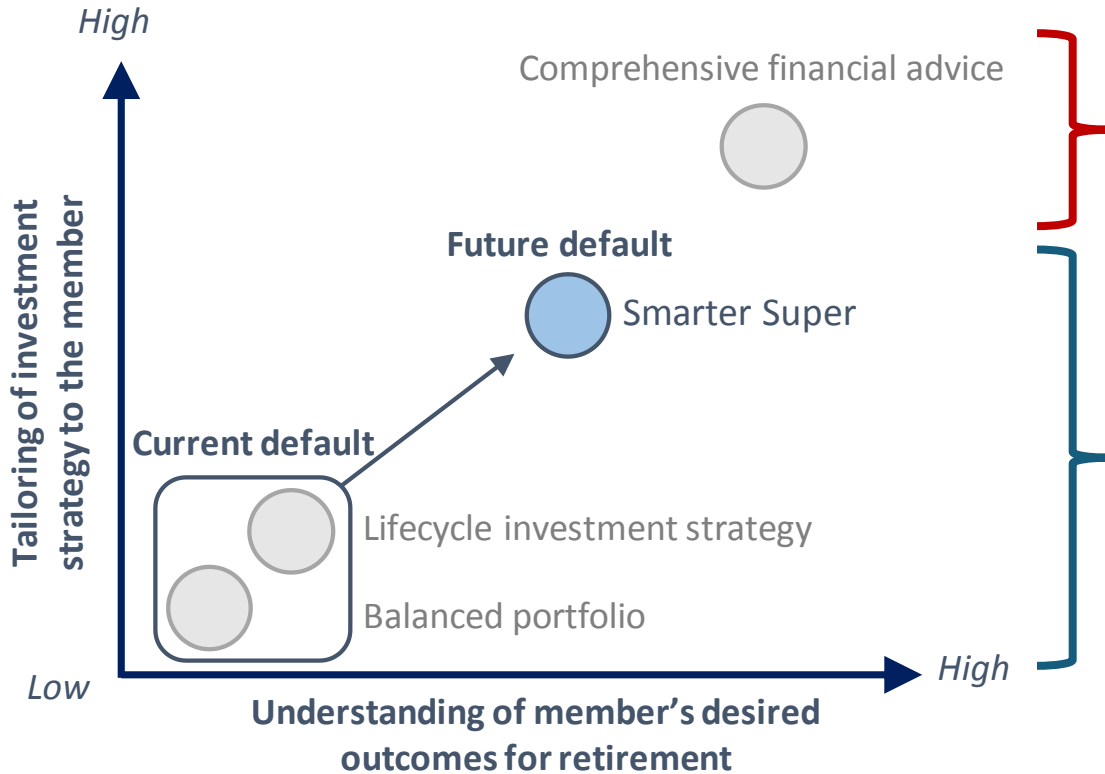 High
Comprehensive financial advice
Future default
Smarter Super
Tailoring of investment
strategy to the member
Current default
Lifecycle investment strategy
Balanced portfolio
Low
High
Understanding of member’s desired
outcomes for retirement